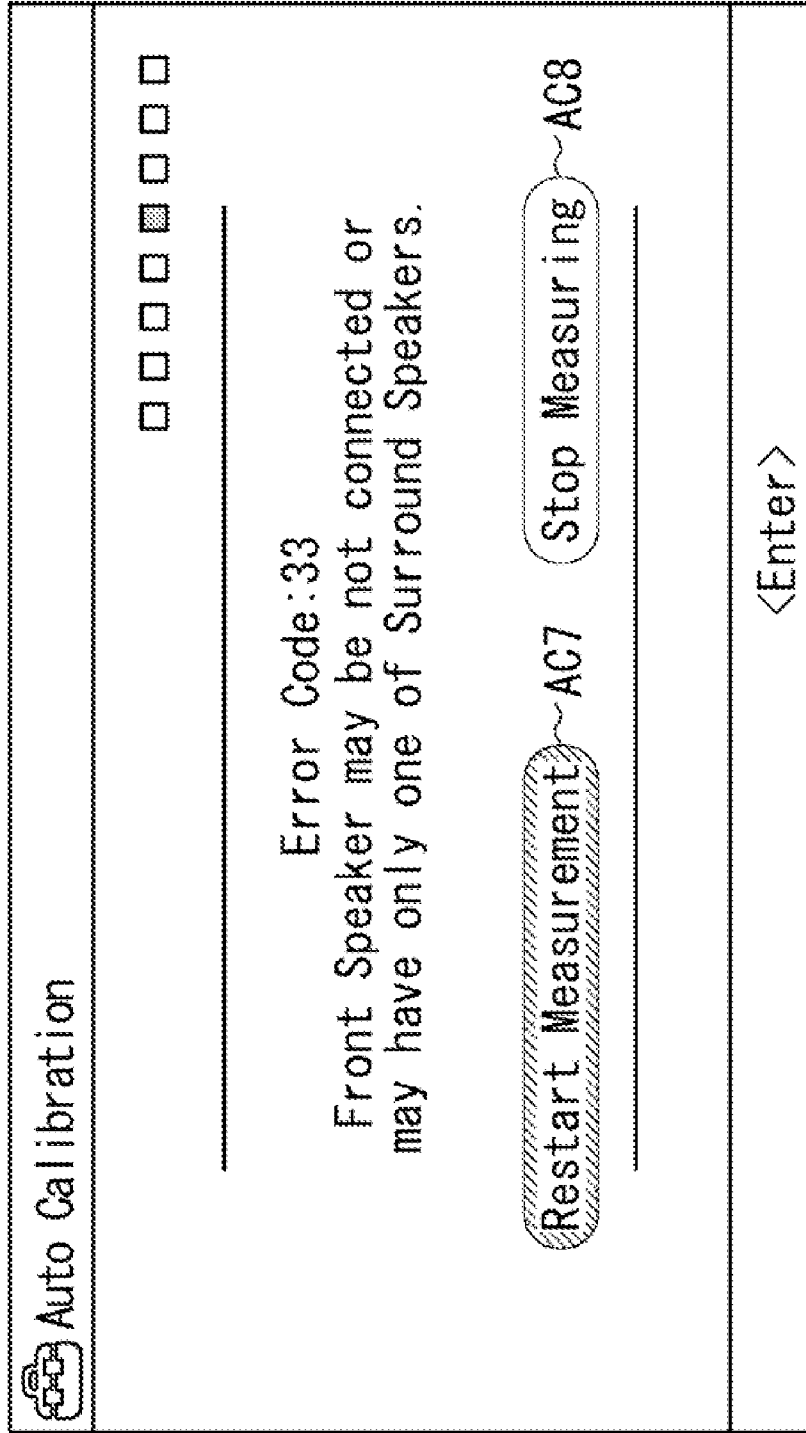 Auto Calibration
Error Code:33
Front Speaker may be not connected or
may have only one of Surround Speakers.
Restart Measurement AC7 Stop Measuring AC8
<Enter>